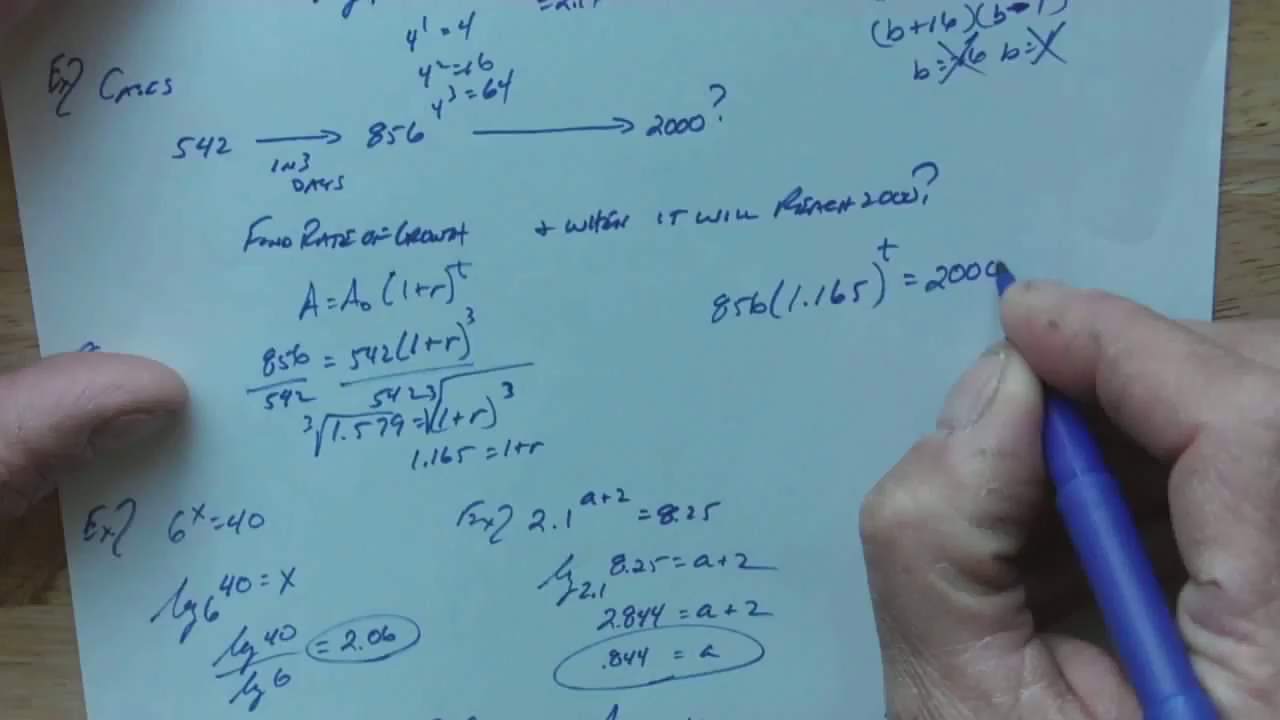 =2.17
4¹ = 4
4² = 16
4³ = 64
(b+16)(b-1)
b=-16 b=1
Ex] CASES
542 → 856 → 2000?
IN 3
DAYS
FIND RATE OF GROWTH + WHEN IT WILL REACH 2000?
A = A₀ (1+r)^t
856 = 542(1+r)³
542 542
³√1.579 = ³√(1+r)³
1.165 = 1+r
856(1.165)^t = 2000
Ex] 6^x = 40
log₆ 40 = x
log 40 / log 6 = 2.06
Ex] 2.1^(a+2) = 8.25
log_2.1 8.25 = a+2
2.844 = a+2
.844 = a